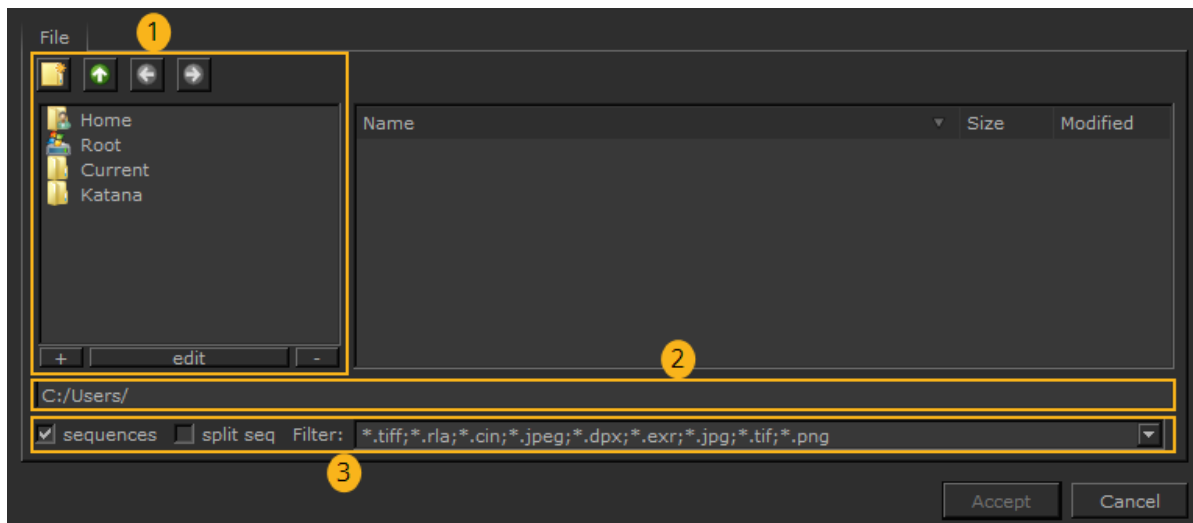 File
1
Home
Root
Current
Katana
+ edit -
Name Size Modified
2
C:/Users/
sequences split seq Filter: *.tiff;*.rla;*.cin;*.jpeg;*.dpx;*.exr;*.jpg;*.tif;*.png
3
Accept Cancel